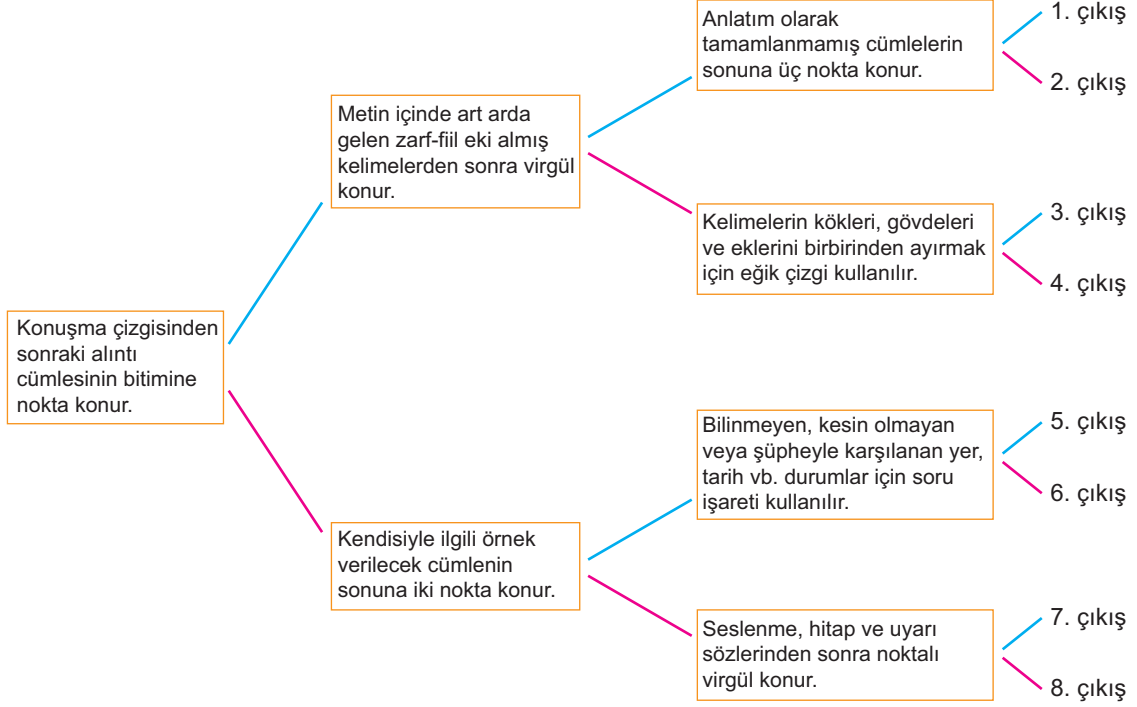 Anlatım olarak
tamamlanmamış cümlelerin
sonuna üç nokta konur.
1. çıkış
2. çıkış
Metin içinde art arda
gelen zarf-fiil eki almış
kelimelerden sonra virgül
konur.
Kelimelerin kökleri, gövdeleri
ve eklerini birbirinden ayırmak
için eğik çizgi kullanılır.
3. çıkış
4. çıkış
Konuşma çizgisinden
sonraki alıntı
cümlesinin bitimine
nokta konur.
Bilinmeyen, kesin olmayan
veya şüpheyle karşılanan yer,
tarih vb. durumlar için soru
işareti kullanılır.
5. çıkış
6. çıkış
Kendisiyle ilgili örnek
verilecek cümlenin
sonuna iki nokta konur.
Seslenme, hitap ve uyarı
sözlerinden sonra noktalı
virgül konur.
7. çıkış
8. çıkış